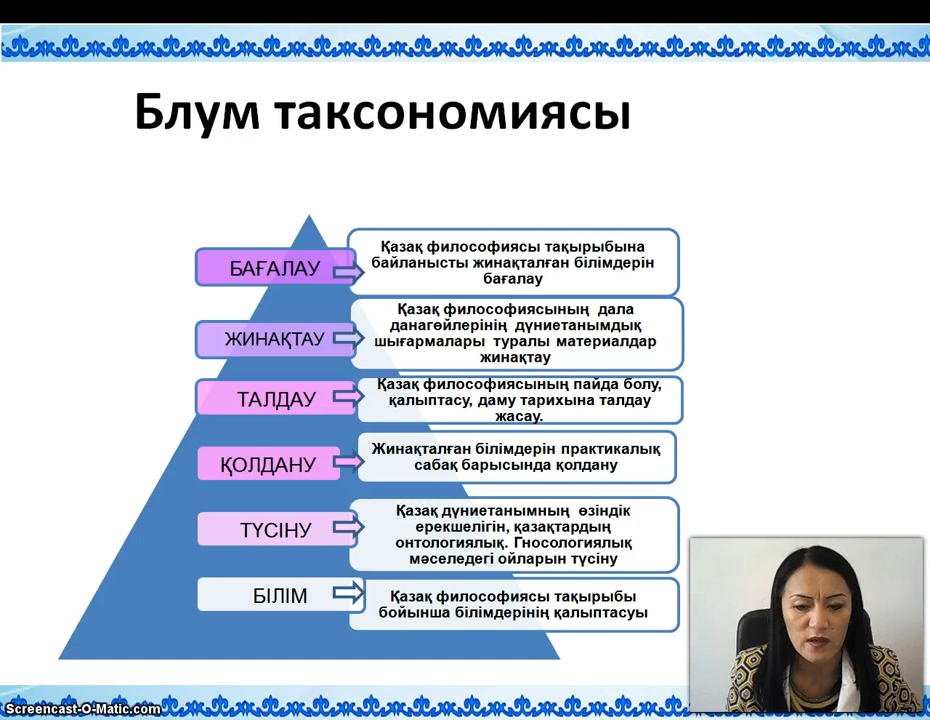 Блум таксономиясы
БАҒАЛАУ
Қазақ философиясы тақырыбына
байланысты жинақталған білімдерін
бағалау
ЖИНАҚТАУ
Қазақ философиясының дала
данагөйлерінің дүниетанымдық
шығармалары туралы материалдар
жинақтау
ТАЛДАУ
Қазақ философиясының пайда болу,
қалыптасу, даму тарихына талдау
жасау.
ҚОЛДАНУ
Жинақталған білімдерін практикалық
сабақ барысында қолдану
ТҮСІНУ
Қазақ дүниетанымның өзіндік
ерекшелігін, қазақтардың
онтологиялық. Гносологиялық
мәселедегі ойларын түсіну
БІЛІМ
Қазақ философиясы тақырыбы
бойынша білімдерінің қалыптасуы
Screencast-O-Matic.com